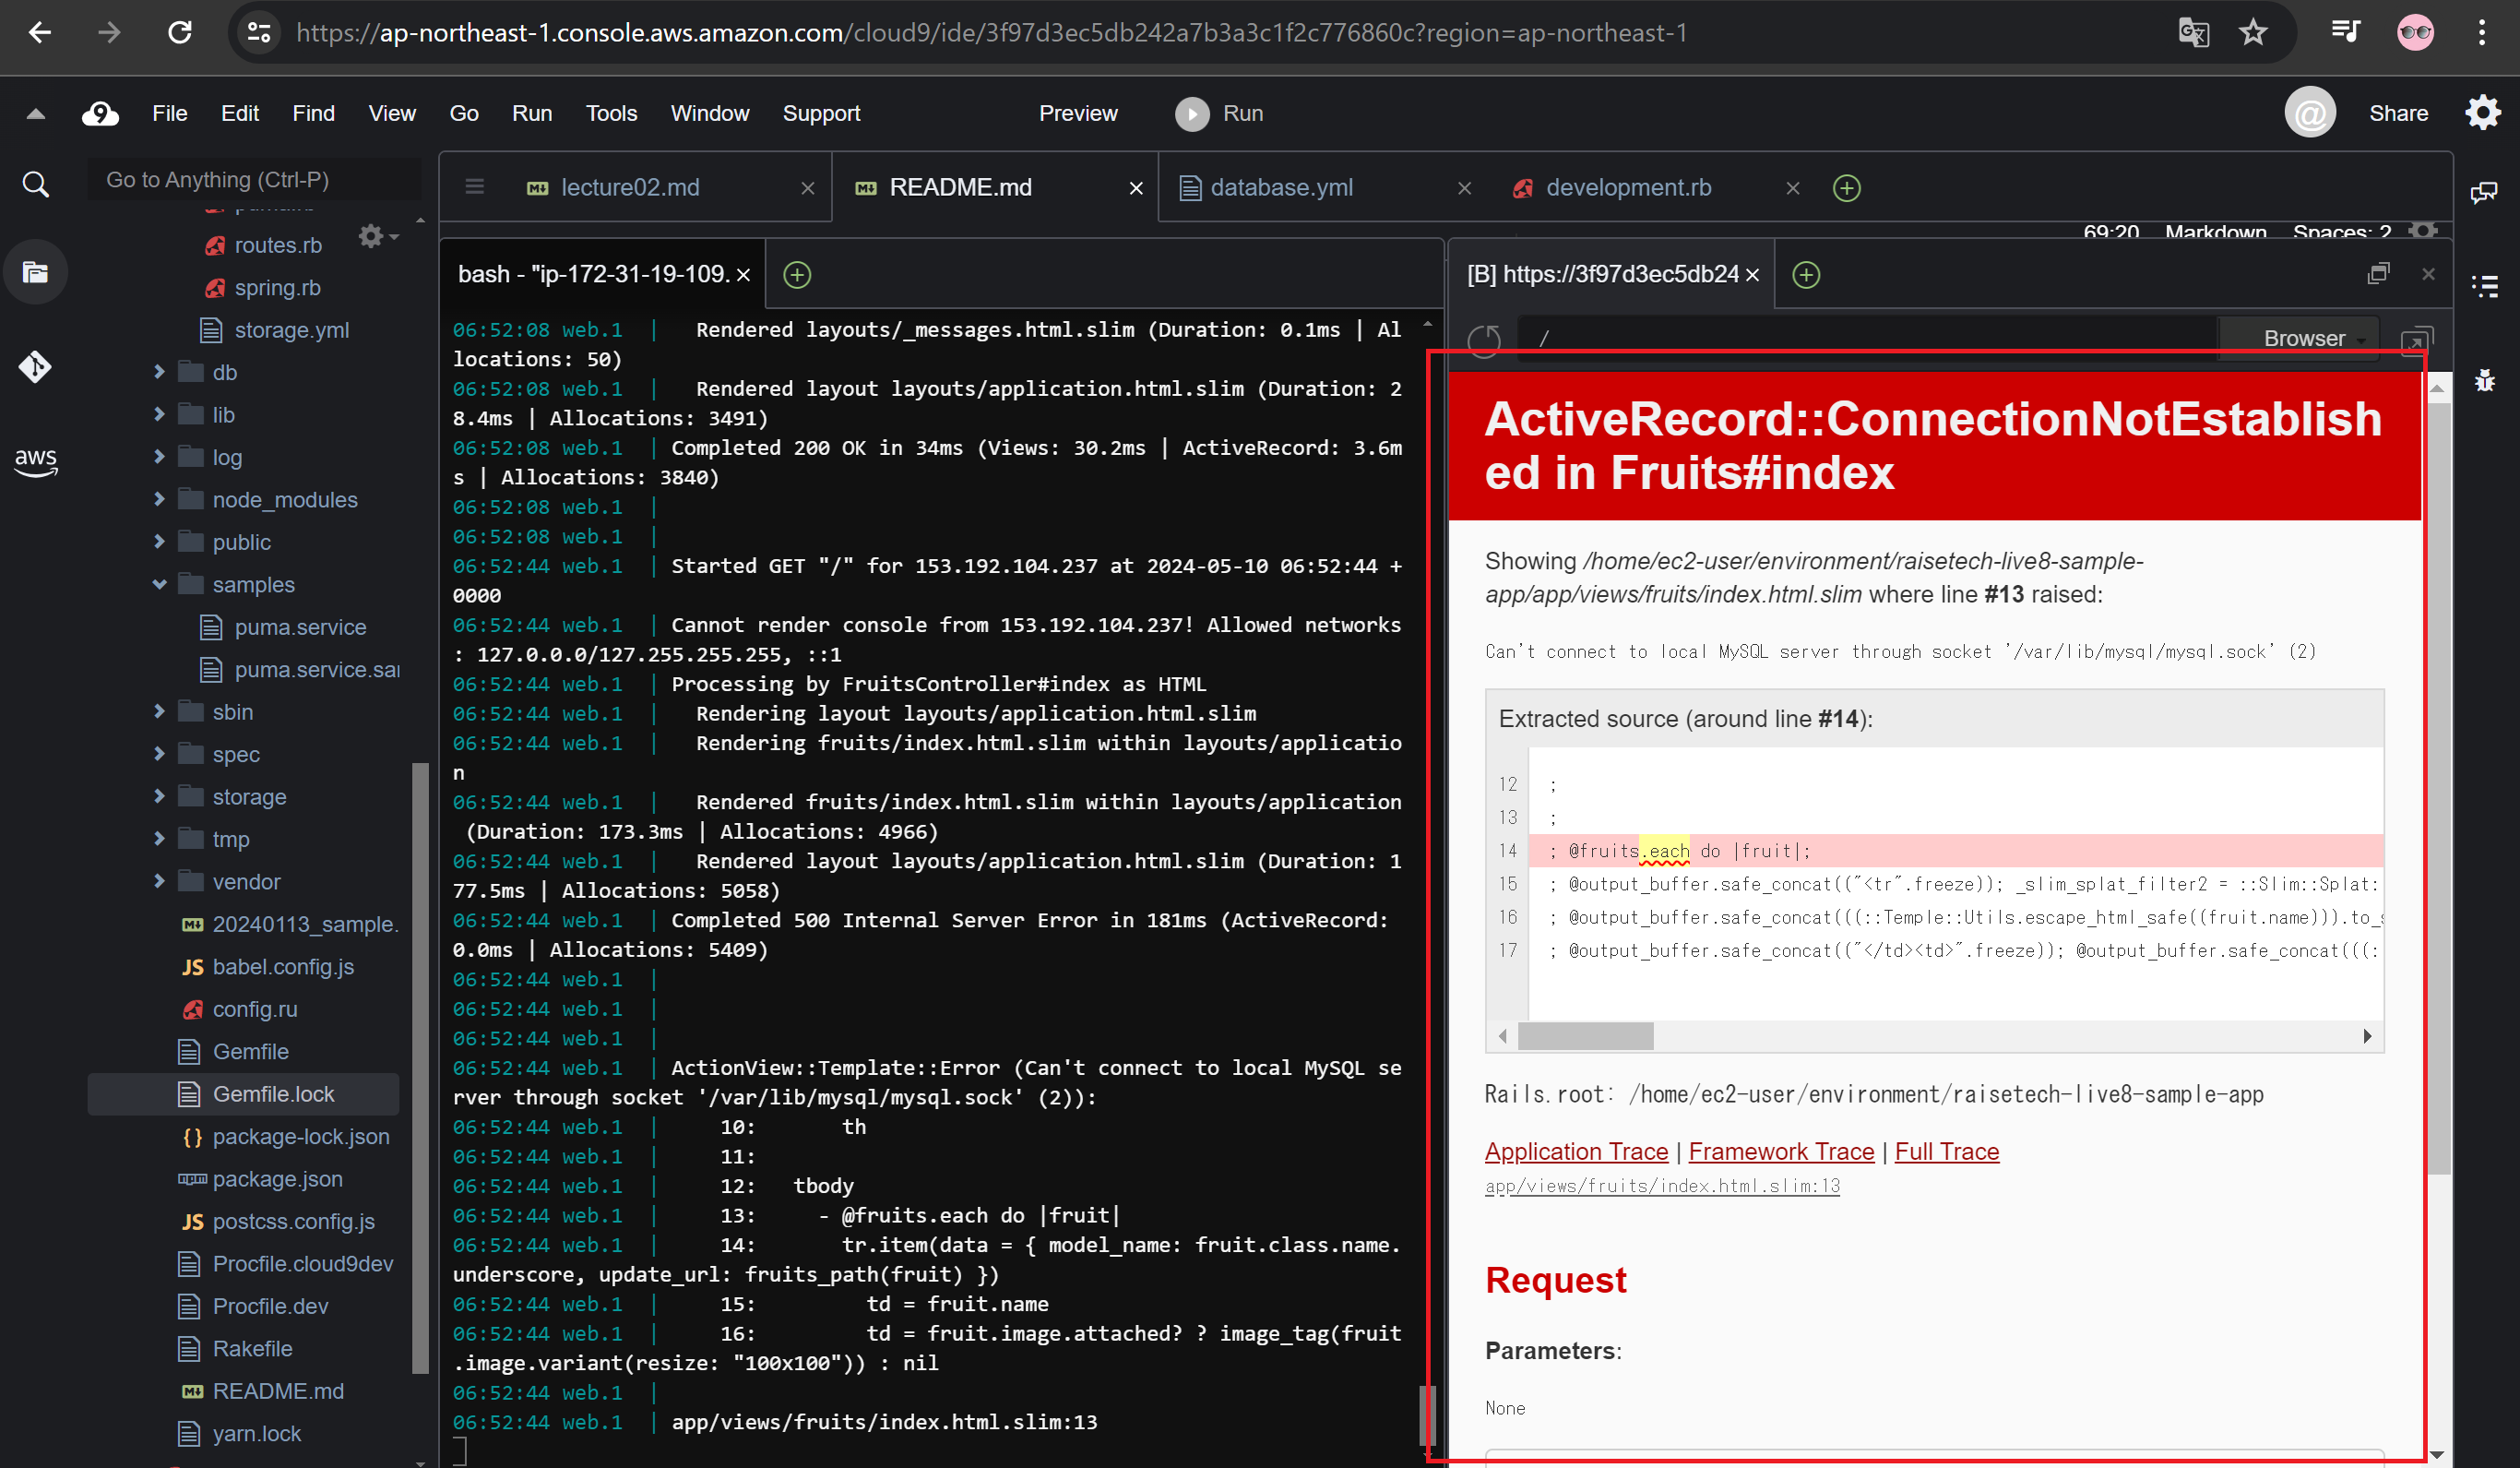 https://ap-northeast-1.console.aws.amazon.com/cloud9/ide/3f97d3ec5db242a7b3a3c1f2c776860c?region=ap-northeast-1
9 File Edit Find View Go Run Tools Window Support Preview Run @ Share
Go to Anything (Ctrl-P)
routes.rb
spring.rb
storage.yml
db
lib
log
node_modules
public
samples
puma.service
puma.service.sa
sbin
spec
storage
tmp
vendor
20240113_sample.
babel.config.js
config.ru
Gemfile
Gemfile.lock
package-lock.json
package.json
postcss.config.js
Procfile.cloud9dev
Procfile.dev
Rakefile
README.md
yarn.lock
aws
lecture02.md
README.md
database.yml
development.rb
69:20 Markdown Spaces: 2
bash - "ip-172-31-19-109.
06:52:08 web.1 | Rendered layouts/_messages.html.slim (Duration: 0.1ms | Al
locations: 50)
06:52:08 web.1 | Rendered layout layouts/application.html.slim (Duration: 2
8.4ms | Allocations: 3491)
06:52:08 web.1 | Completed 200 OK in 34ms (Views: 30.2ms | ActiveRecord: 3.6m
s | Allocations: 3840)
06:52:08 web.1 |
06:52:08 web.1 |
06:52:44 web.1 | Started GET "/" for 153.192.104.237 at 2024-05-10 06:52:44 +
0000
06:52:44 web.1 | Cannot render console from 153.192.104.237! Allowed networks
: 127.0.0.0/127.255.255.255, ::1
06:52:44 web.1 | Processing by FruitsController#index as HTML
06:52:44 web.1 | Rendering layout layouts/application.html.slim
06:52:44 web.1 | Rendering fruits/index.html.slim within layouts/applicatio
n
06:52:44 web.1 | Rendered fruits/index.html.slim within layouts/application
(Duration: 173.3ms | Allocations: 4966)
06:52:44 web.1 | Rendered layout layouts/application.html.slim (Duration: 1
77.5ms | Allocations: 5058)
06:52:44 web.1 | Completed 500 Internal Server Error in 181ms (ActiveRecord:
0.0ms | Allocations: 5409)
06:52:44 web.1 |
06:52:44 web.1 |
06:52:44 web.1 |
06:52:44 web.1 | ActionView::Template::Error (Can't connect to local MySQL se
rver through socket '/var/lib/mysql/mysql.sock' (2)):
06:52:44 web.1 | 10: th
06:52:44 web.1 | 11:
06:52:44 web.1 | 12: tbody
06:52:44 web.1 | 13: - @fruits.each do |fruit|
06:52:44 web.1 | 14: tr.item(data = { model_name: fruit.class.name.
underscore, update_url: fruits_path(fruit) })
06:52:44 web.1 | 15: td = fruit.name
06:52:44 web.1 | 16: td = fruit.image.attached? ? image_tag(fruit
.image.variant(resize: "100x100")) : nil
06:52:44 web.1 |
06:52:44 web.1 | app/views/fruits/index.html.slim:13
[B] https://3f97d3ec5db24
/ Browser
ActiveRecord::ConnectionNotEstablish
ed in Fruits#index
Showing /home/ec2-user/environment/raisetech-live8-sample-
app/app/views/fruits/index.html.slim where line #13 raised:
Can't connect to local MySQL server through socket '/var/lib/mysql/mysql.sock' (2)
Extracted source (around line #14):
12 ;
13 ;
14 ; @fruits.each do |fruit|;
15 ; @output_buffer.safe_concat(("<tr".freeze)); _slim_splat_filter2 = ::Slim::Splat:
16 ; @output_buffer.safe_concat(((::Temple::Utils.escape_html_safe((fruit.name))).to_s
17 ; @output_buffer.safe_concat(("</td><td>".freeze)); @output_buffer.safe_concat(((:
Rails.root: /home/ec2-user/environment/raisetech-live8-sample-app
Application Trace | Framework Trace | Full Trace
app/views/fruits/index.html.slim:13
Request
Parameters:
None